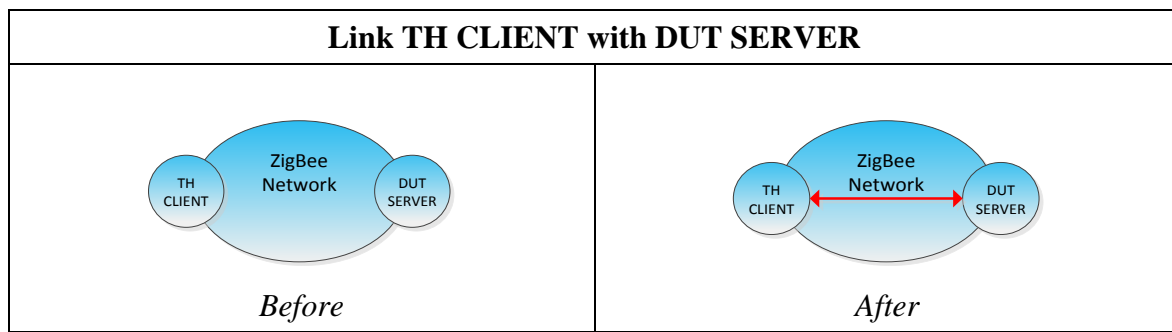 Link TH CLIENT with DUT SERVER
ZigBee
Network
TH
CLIENT
DUT
SERVER
Before
ZigBee
Network
TH
CLIENT
DUT
SERVER
After